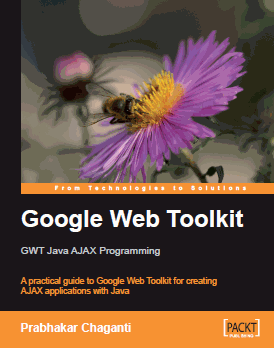 From Technologies to Solutions
Google Web Toolkit
GWT Java AJAX Programming
A practical guide to Google Web Toolkit for creating
AJAX applications with Java
Prabhakar Chaganti
PACKT
PUBLISHING